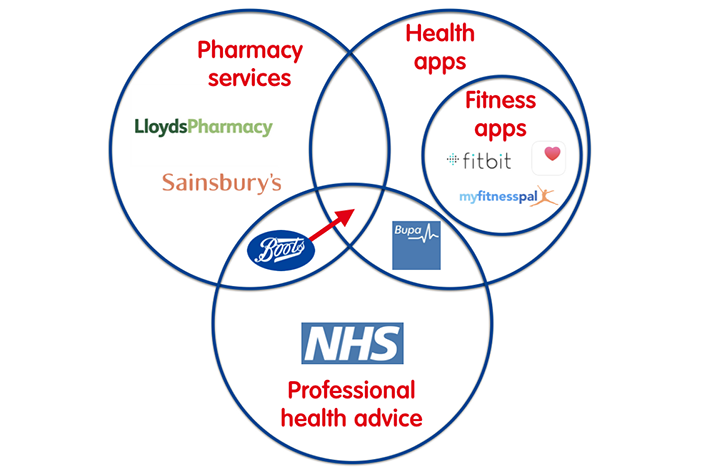 Pharmacy
services
Health
apps
Fitness
apps
LloydsPharmacy
fitbit
Sainsbury's
myfitnesspal
Boots
Bupa
NHS
Professional
health advice